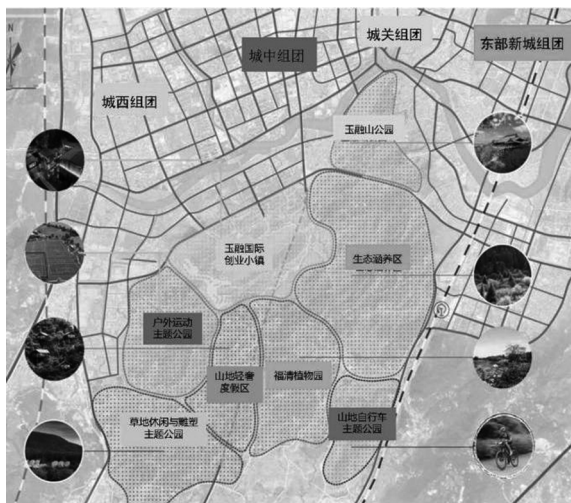 城关组团
东部新城组团
城中组团
城西组团
玉融山公园
玉融国际
创业小镇
生态涵养区
户外运动
主题公园
山地轻奢
度假区
福清植物园
草地休闲与雕塑
主题公园
山地自行车
主题公园